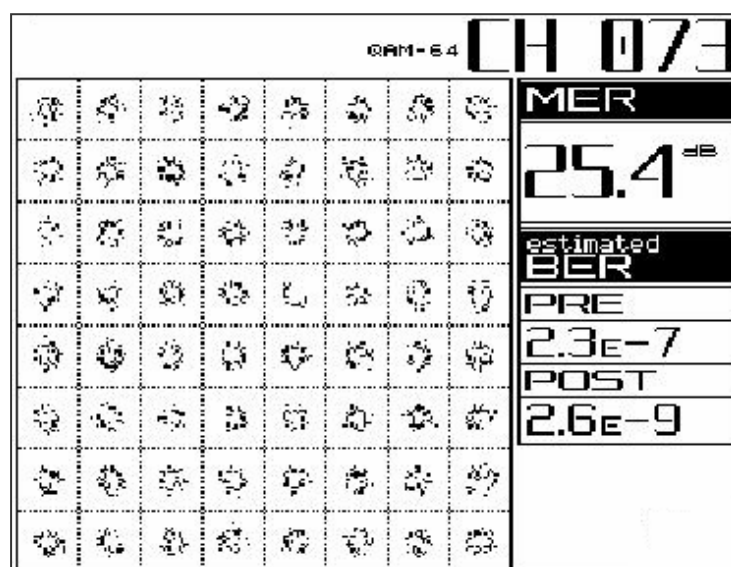 QAM-64 CH 073
MER
25.4 dB
estimated
BER
PRE
2.3E-7
POST
2.6E-9